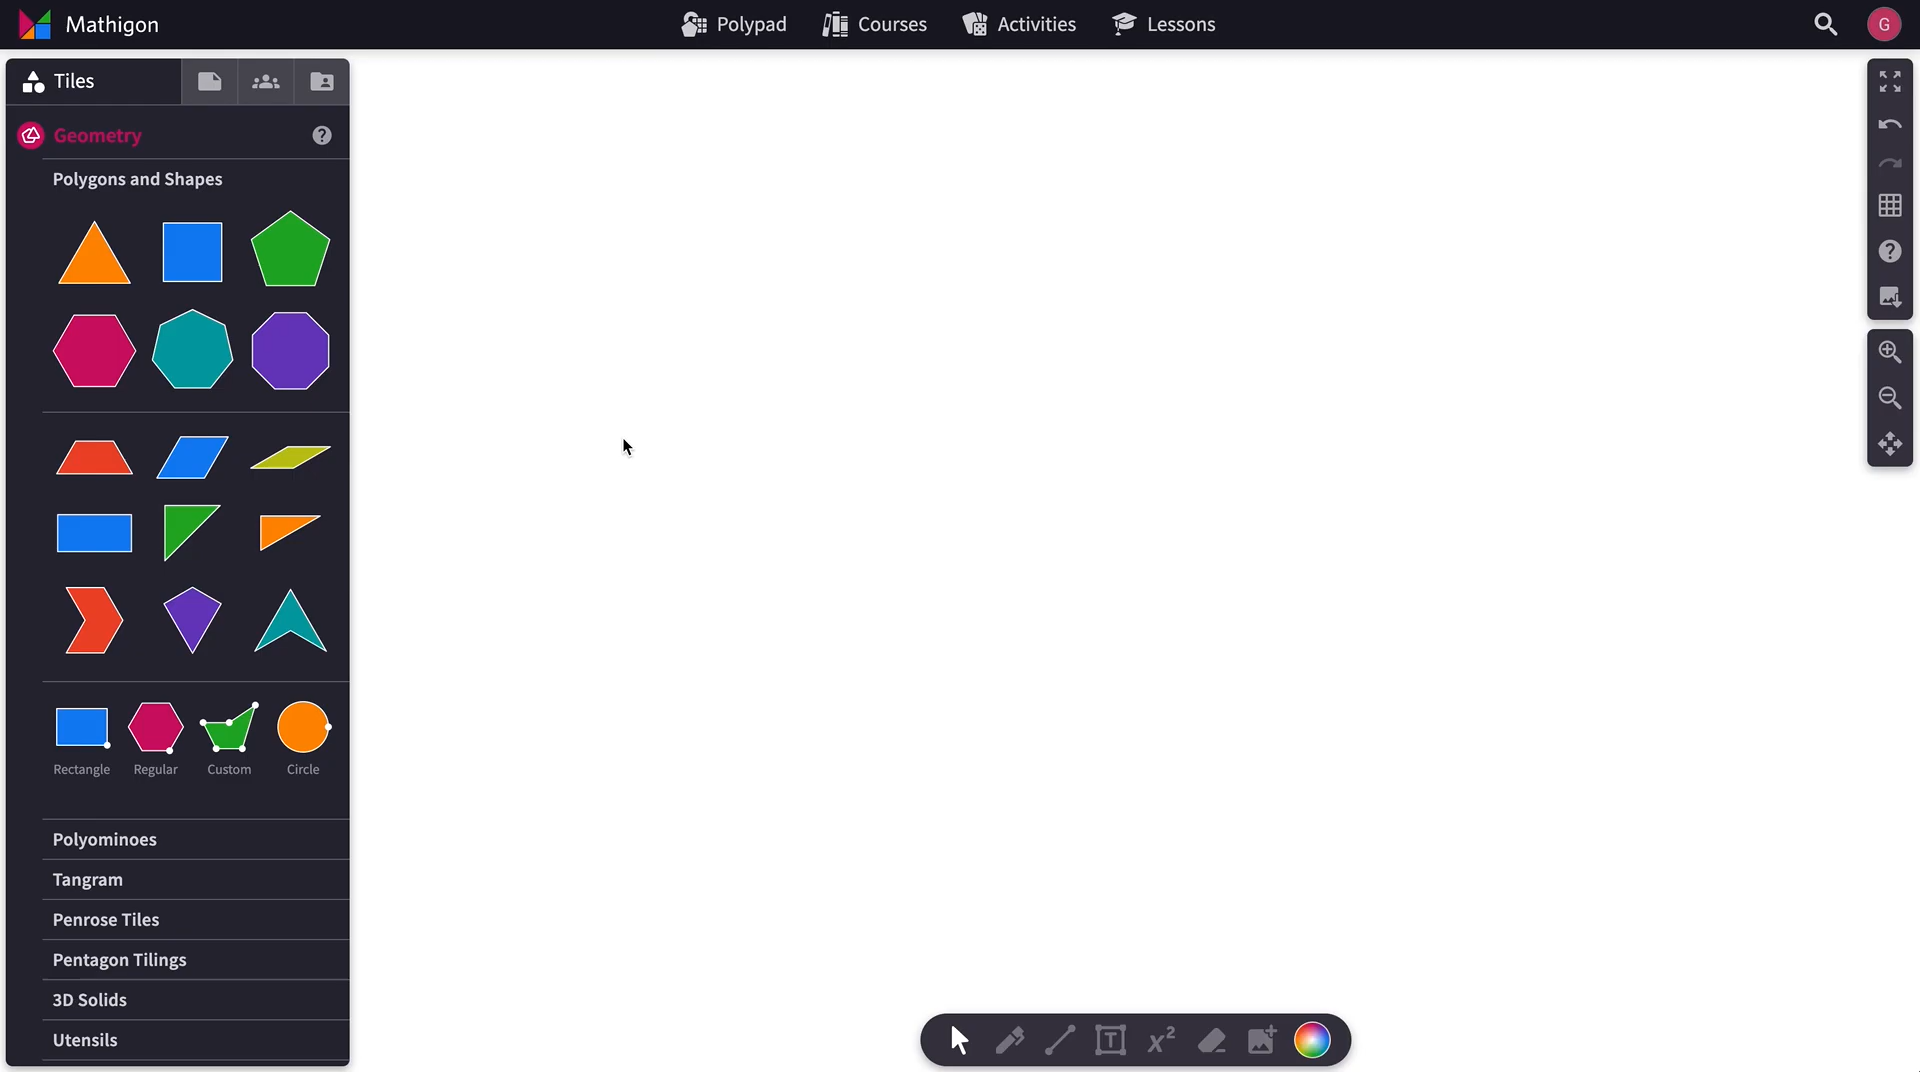 Mathigon
Polypad
Courses
Activities
Lessons
G
Tiles
Geometry
Polygons and Shapes
Rectangle
Regular
Custom
Circle
Polyominoes
Tangram
Penrose Tiles
Pentagon Tilings
3D Solids
Utensils
T
x²